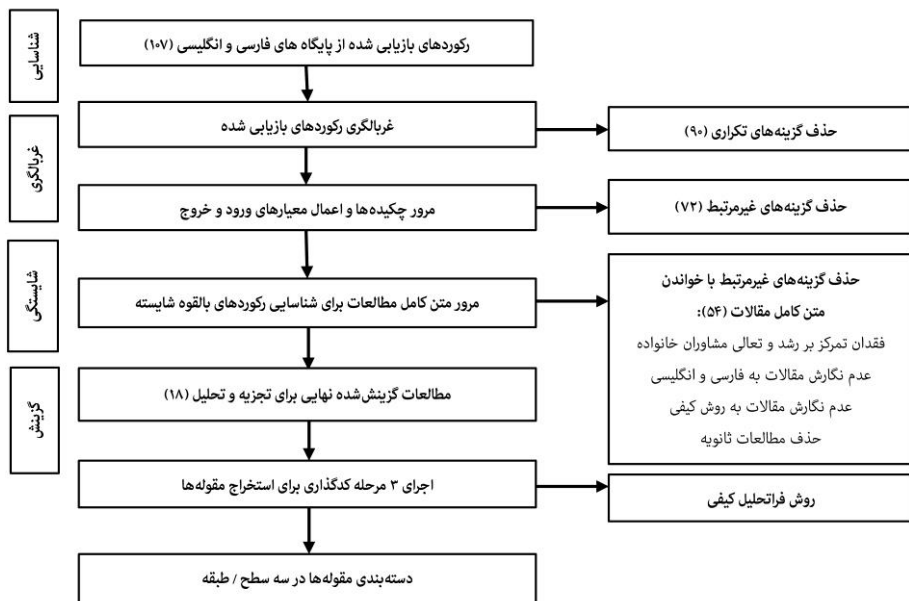 شناسایی
رکوردهای بازیابی شده از پایگاه های فارسی و انگلیسی (۱۰۷)
غربالگری
غربالگری رکوردهای بازیابی شده
حذف گزینه‌های تکراری (۹۰)
مرور چکیده‌ها و اعمال معیارهای ورود و خروج
حذف گزینه‌های غیرمرتبط (۷۲)
شایستگی
مرور متن کامل مطالعات برای شناسایی رکوردهای بالقوه شایسته
حذف گزینه‌های غیرمرتبط با خواندن
متن کامل مقالات (۵۴):
فقدان تمرکز بر رشد و تعالی مشاوران خانواده
عدم نگارش مقالات به فارسی و انگلیسی
عدم نگارش مقالات به روش کیفی
حذف مطالعات ثانویه
گزینش
مطالعات گزینش‌شده نهایی برای تجزیه و تحلیل (۱۸)
اجرای ۳ مرحله کدگذاری برای استخراج مقوله‌ها
روش فراتحلیل کیفی
دسته‌بندی مقوله‌ها در سه سطح / طبقه